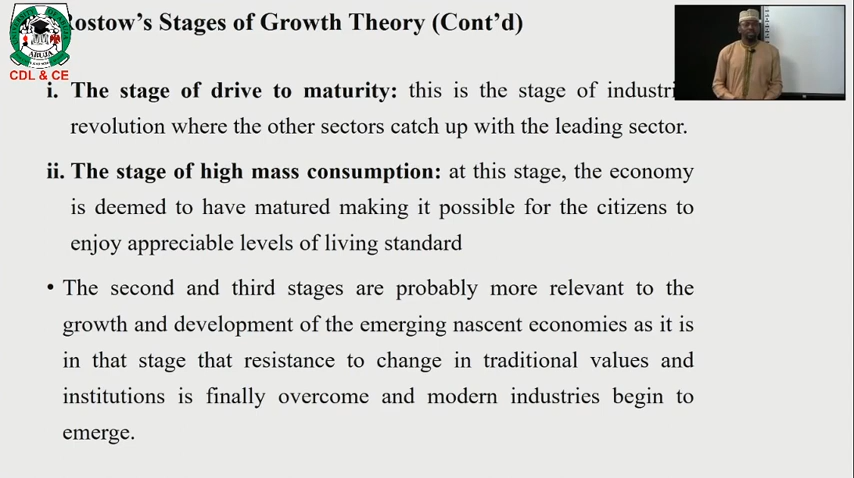 Rostow's Stages of Growth Theory (Cont'd)
ABUJA
CDL & CE
i. The stage of drive to maturity: this is the stage of
revolution where the other sectors catch up with the leading sector.
ii. The stage of high mass consumption: at this stage, the economy
is deemed to have matured making it possible for the citizens to
enjoy appreciable levels of living standard
• The second and third stages are probably more relevant to the
growth and development of the emerging nascent economies as it is
in that stage that resistance to change in traditional values and
institutions is finally overcome and modern industries begin to
emerge.